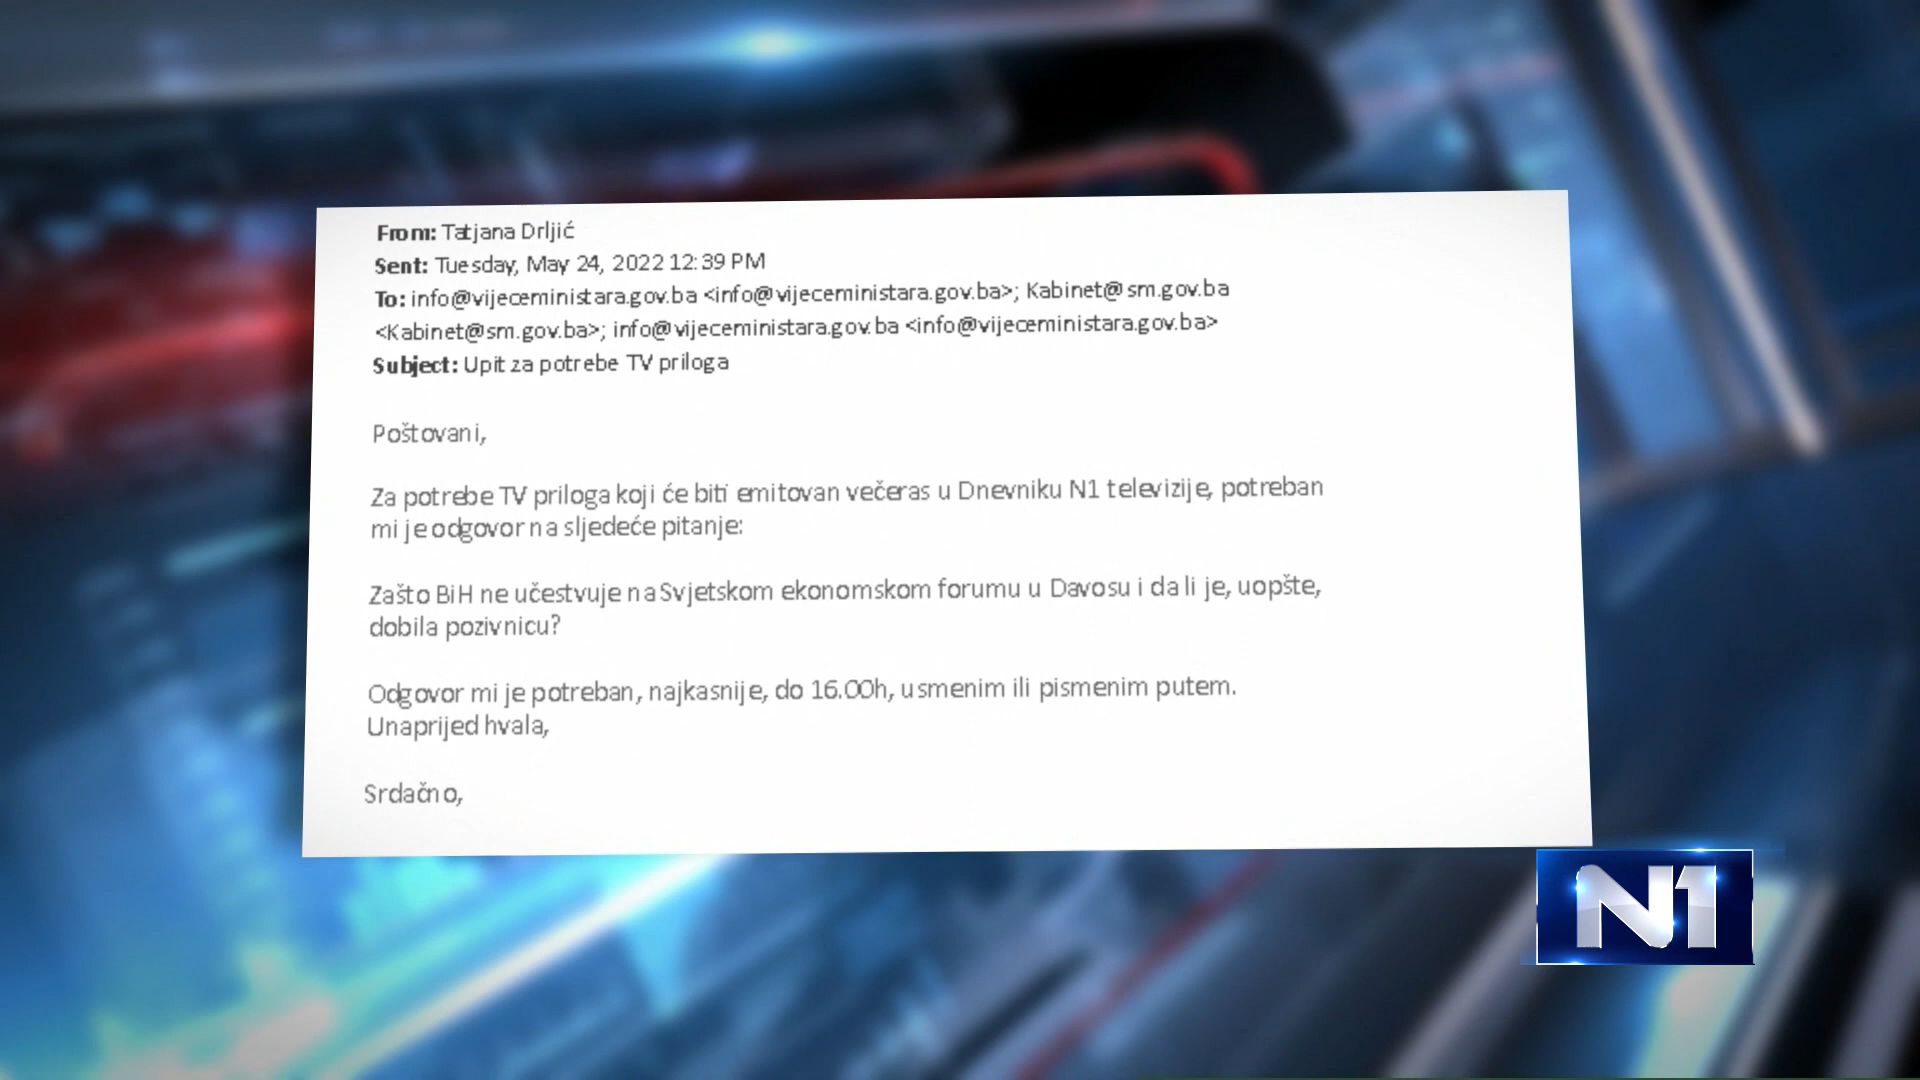 From: Tatjana Drljić
Sent: Tuesday, May 24, 2022 12:39 PM
To: info@vijeceministara.gov.ba <info@vijeceministara.gov.ba>; Kabinet@sm.gov.ba
<Kabinet@sm.gov.ba>; info@vijeceministara.gov.ba <info@vijeceministara.gov.ba>
Subject: Upit za potrebe TV priloga
Poštovani,
Za potrebe TV priloga koji će biti emitovan večeras u Dnevniku N1 televizije, potreban
mi je odgovor na sljedeće pitanje:
Zašto BiH ne učestvuje na Svjetskom ekonomskom forumu u Davosu i da li je, uopšte,
dobila pozivnicu?
Odgovor mi je potreban, najkasnije, do 16.00h, usmenim ili pismenim putem.
Unaprijed hvala,
Srdačno,
N1